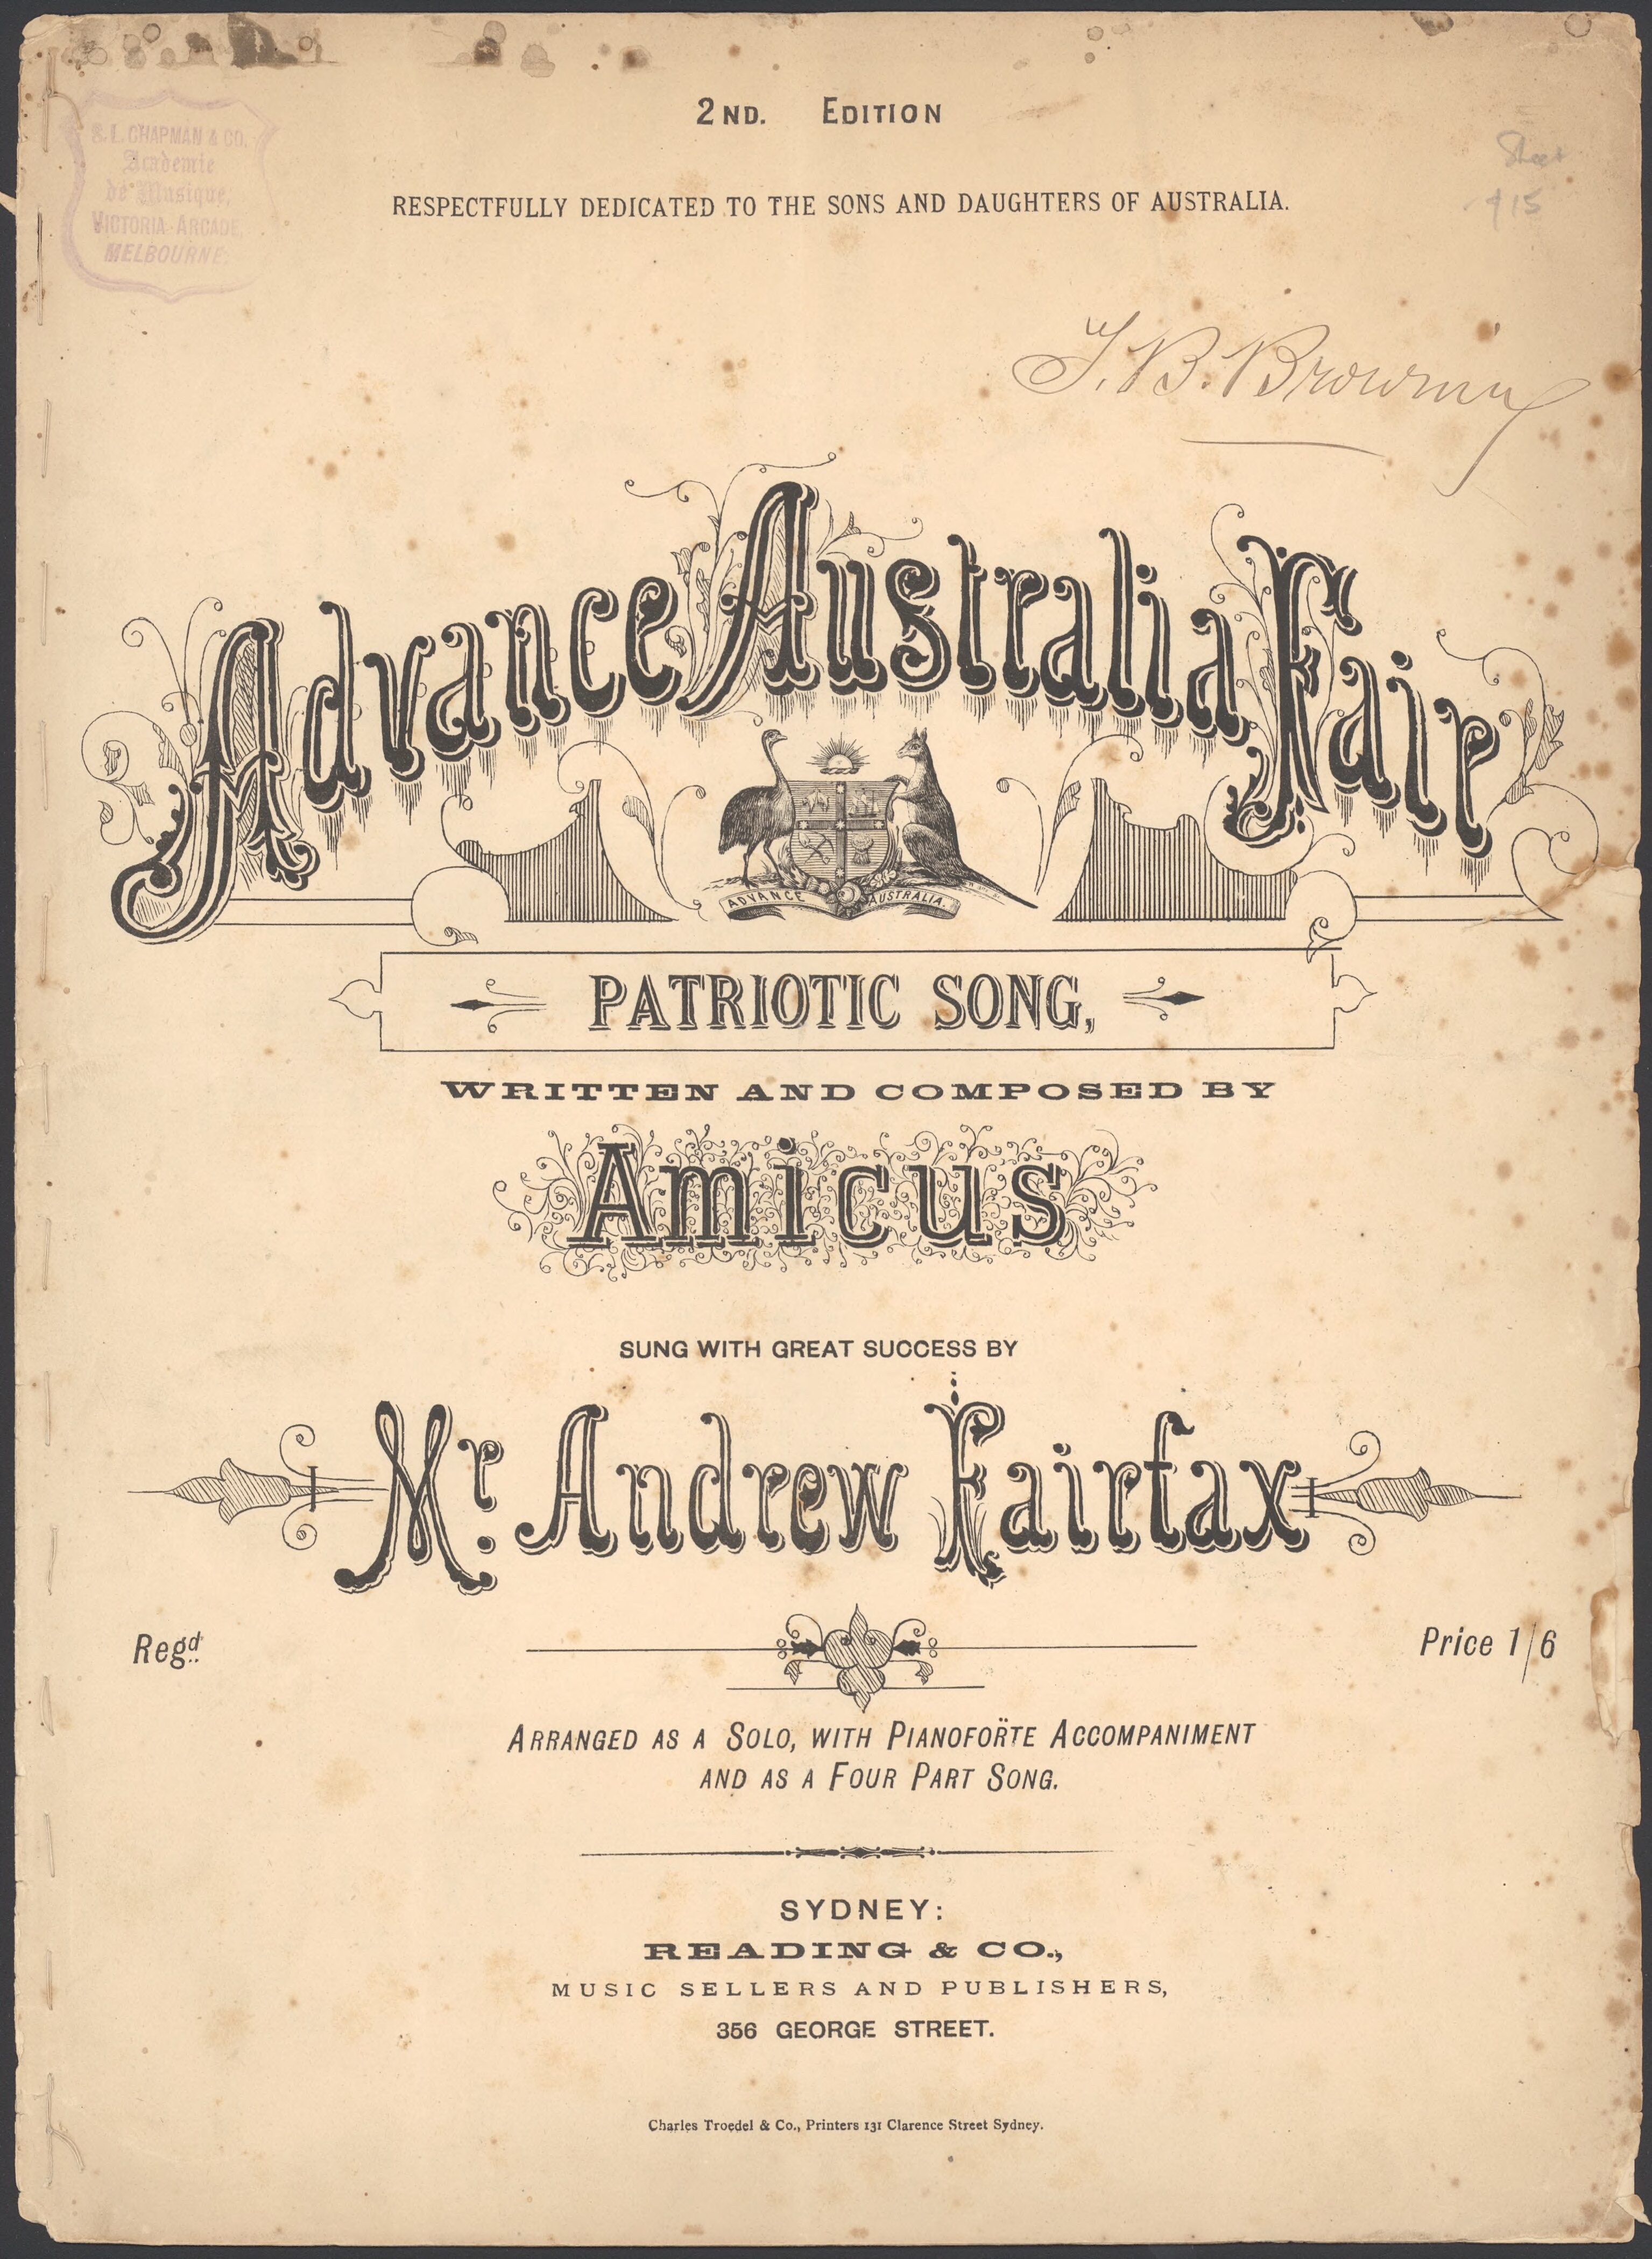 2ND. EDITION
RESPECTFULLY DEDICATED TO THE SONS AND DAUGHTERS OF AUSTRALIA.
L. CHAPMAN & CO.
Academie
de Musique,
VICTORIA ARCADE,
MELBOURNE.
Sheet
915
T. B. Browning
Advance Australia Fair
ADVANCE AUSTRALIA.
PATRIOTIC SONG,
WRITTEN AND COMPOSED BY
Amicus
SUNG WITH GREAT SUCCESS BY
Mr. Andrew Fairfax
Regd. Price 1/6
ARRANGED AS A SOLO, WITH PIANOFORTE ACCOMPANIMENT
AND AS A FOUR PART SONG.
SYDNEY:
READING & CO.,
MUSIC SELLERS AND PUBLISHERS,
356 GEORGE STREET.
Charles Troedel & Co., Printers 131 Clarence Street Sydney.